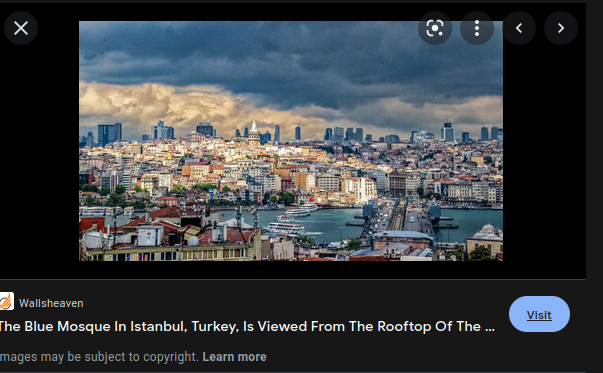 Wallsheaven
The Blue Mosque In Istanbul, Turkey, Is Viewed From The Rooftop Of The ...
Visit
mages may be subject to copyright. Learn more